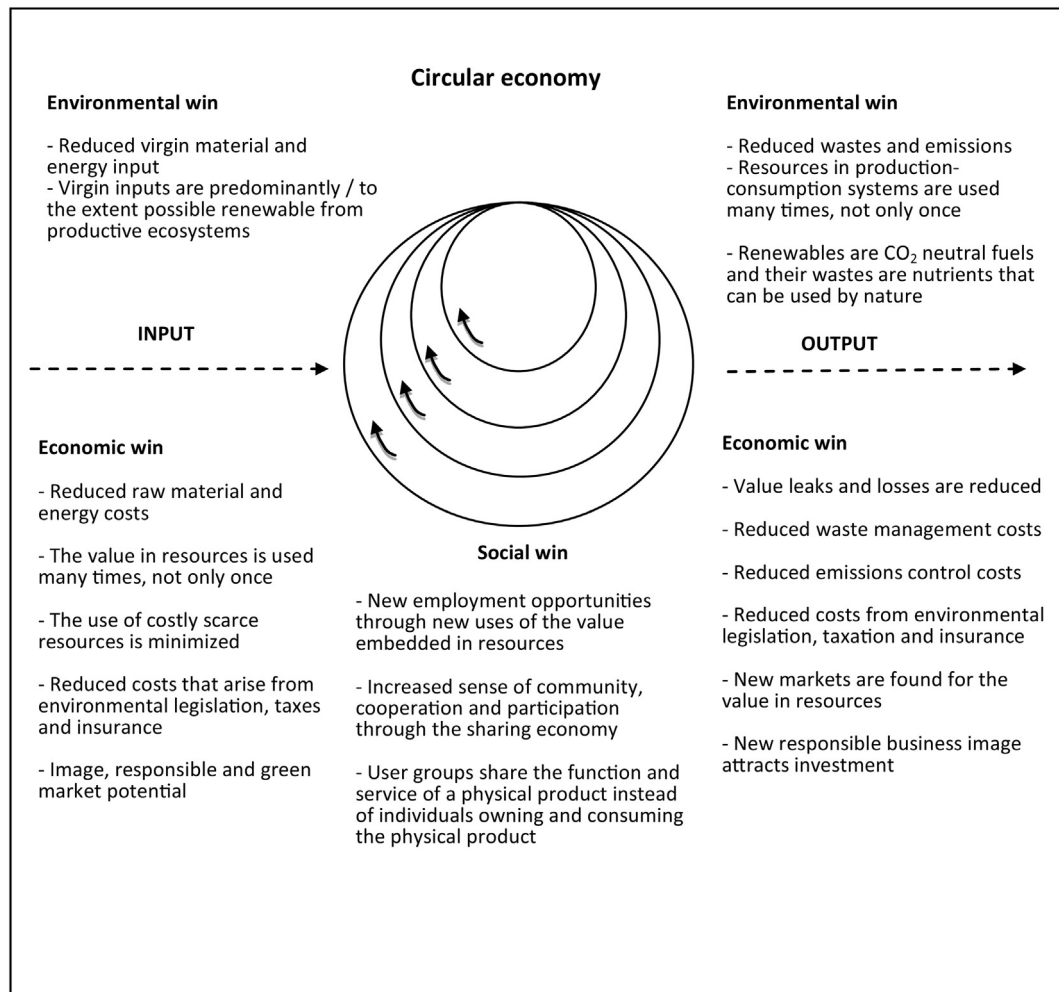 Circular economy
Environmental win
- Reduced virgin material and
energy input
- Virgin inputs are predominantly / to
the extent possible renewable from
productive ecosystems
INPUT
Economic win
- Reduced raw material and
energy costs
- The value in resources is used
many times, not only once
- The use of costly scarce
resources is minimized
- Reduced costs that arise from
environmental legislation, taxes
and insurance
- Image, responsible and green
market potential
Social win
- New employment opportunities
through new uses of the value
embedded in resources
- Increased sense of community,
cooperation and participation
through the sharing economy
- User groups share the function and
service of a physical product instead
of individuals owning and consuming
the physical product
Environmental win
- Reduced wastes and emissions
- Resources in production-
consumption systems are used
many times, not only once
- Renewables are CO₂ neutral fuels
and their wastes are nutrients that
can be used by nature
OUTPUT
Economic win
- Value leaks and losses are reduced
- Reduced waste management costs
- Reduced emissions control costs
- Reduced costs from environmental
legislation, taxation and insurance
- New markets are found for the
value in resources
- New responsible business image
attracts investment